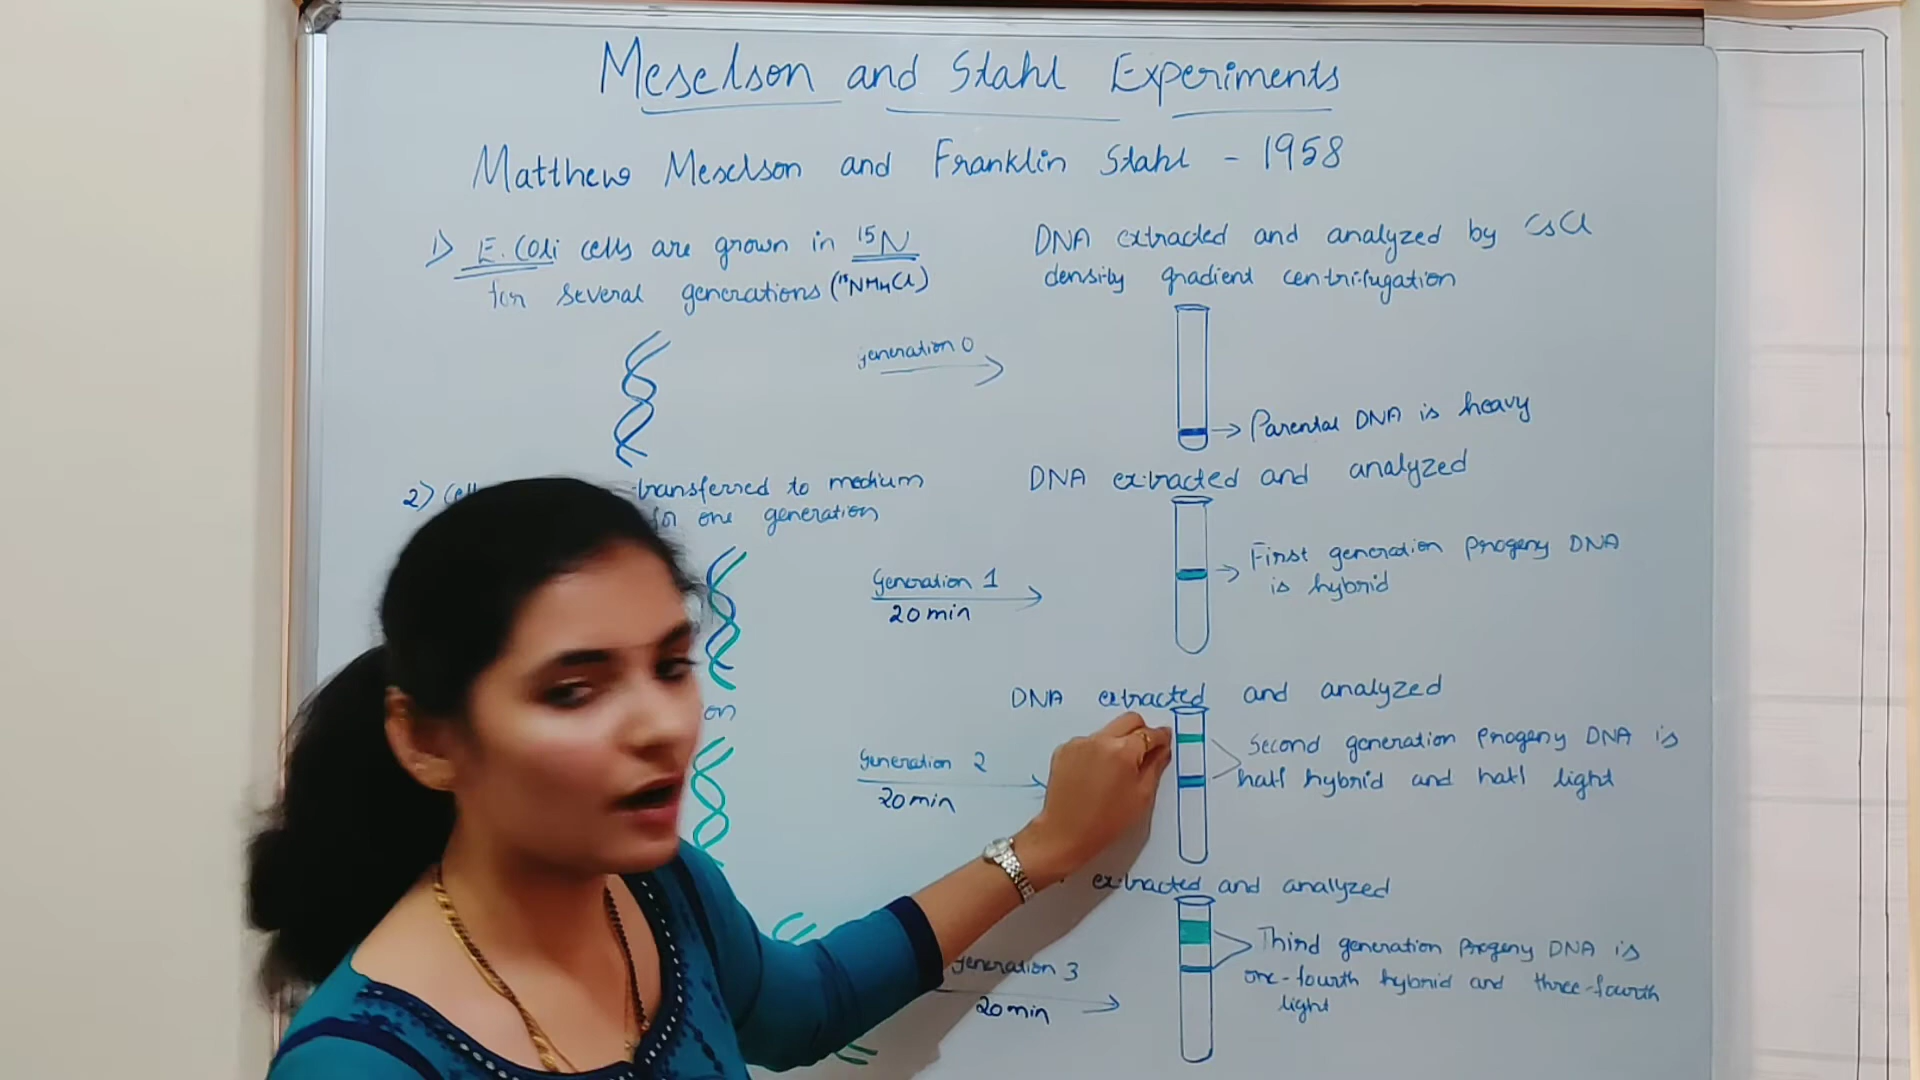 Meselson and Stahl Experiments
Matthew Meselson and Franklin Stahl - 1958
1) E. Coli cells are grown in 15N
for several generations (15NH4Cl)
DNA extracted and analyzed by CsCl
density gradient centrifugation
generation 0
→ Parental DNA is heavy
2) transferred to medium
for one generation
DNA extracted and analyzed
Generation 1
20 min
→ First generation Progeny DNA
is hybrid
on
DNA extracted and analyzed
Generation 2
20 min
Second generation Progeny DNA is
half hybrid and half light
extracted and analyzed
generation 3
20 min
Third generation Progeny DNA is
one-fourth hybrid and three-fourth
light